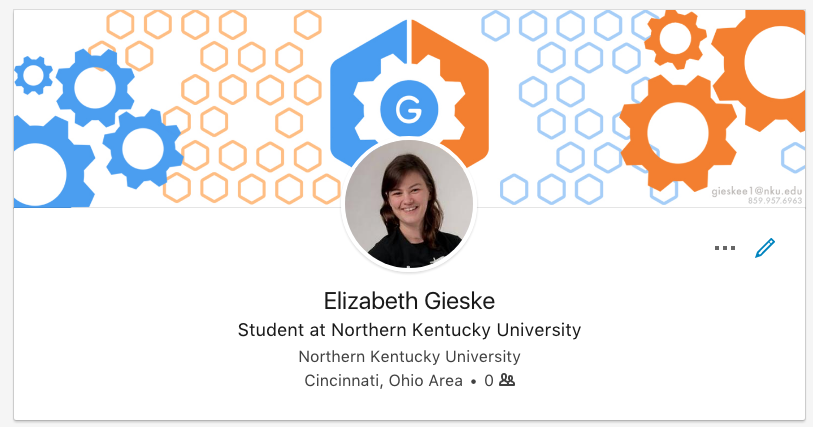 G
gieskee1@nku.edu
859.957.6963
Elizabeth Gieske
Student at Northern Kentucky University
Northern Kentucky University
Cincinnati, Ohio Area • 0